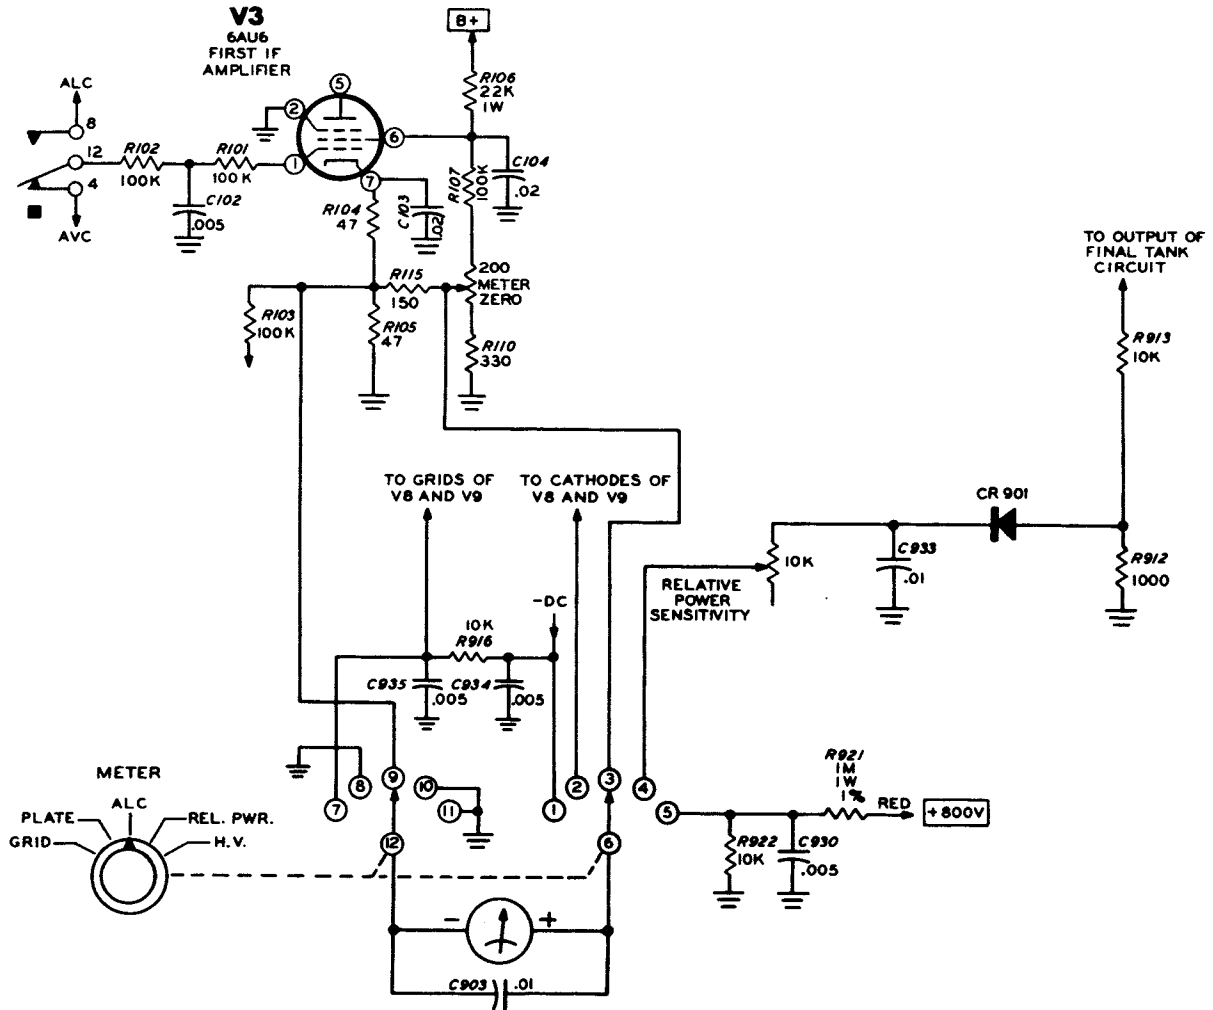 V3
6AU6
FIRST IF
AMPLIFIER
B+
R106
22K
1W
ALC
8
12
4
AVC
R102
100K
R101
100K
C102
.005
5
2
1
6
7
R104
47
C103
.02
R107
100K
C104
.02
200
METER
ZERO
R115
150
R103
100K
R105
47
R110
330
TO OUTPUT OF
FINAL TANK
CIRCUIT
R913
10K
TO GRIDS OF
V8 AND V9
TO CATHODES OF
V8 AND V9
CR 901
C933
.01
R912
1000
10K
RELATIVE
POWER
SENSITIVITY
-DC
10K
R916
C935
.005
C934
.005
METER
ALC
PLATE
REL. PWR.
GRID
H.V.
7
8
9
10
11
12
1
2
3
4
5
6
R921
1M
1W
1%
RED
+800V
R922
10K
C930
.005
-
+
C903
.01